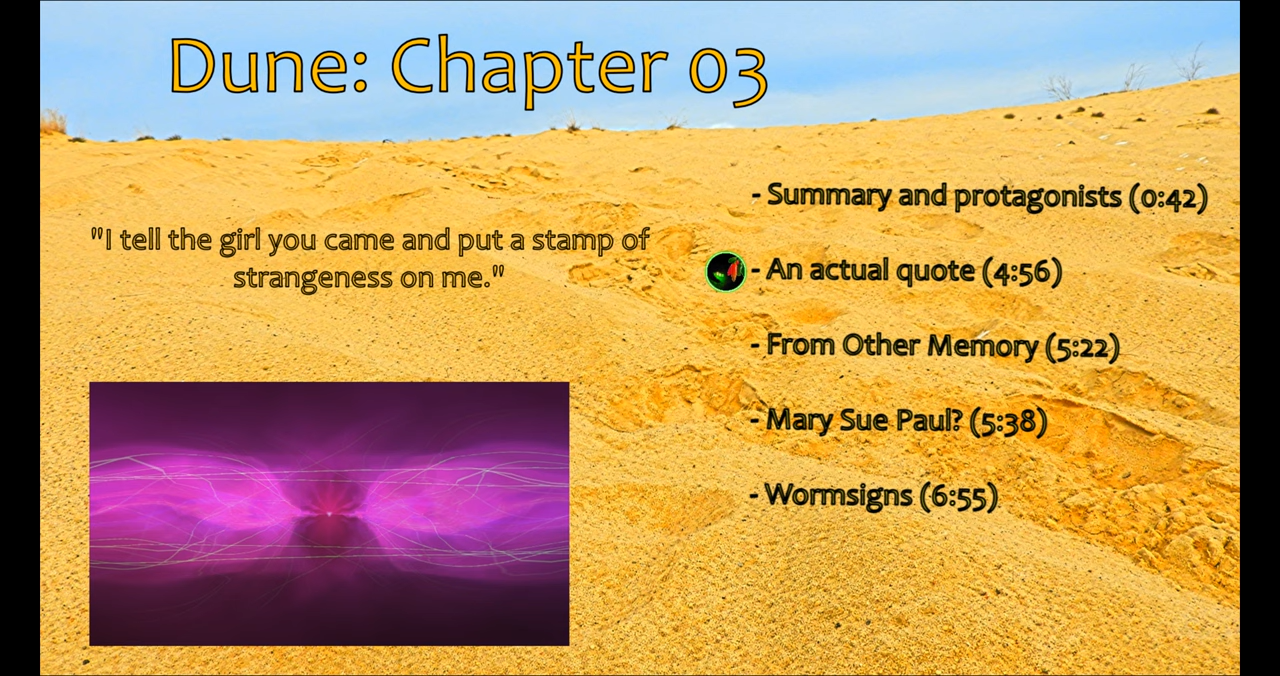 Dune: Chapter 03
"I tell the girl you came and put a stamp of
strangeness on me."
- Summary and protagonists (0:42)
- An actual quote (4:56)
- From Other Memory (5:22)
- Mary Sue Paul? (5:38)
- Wormsigns (6:55)